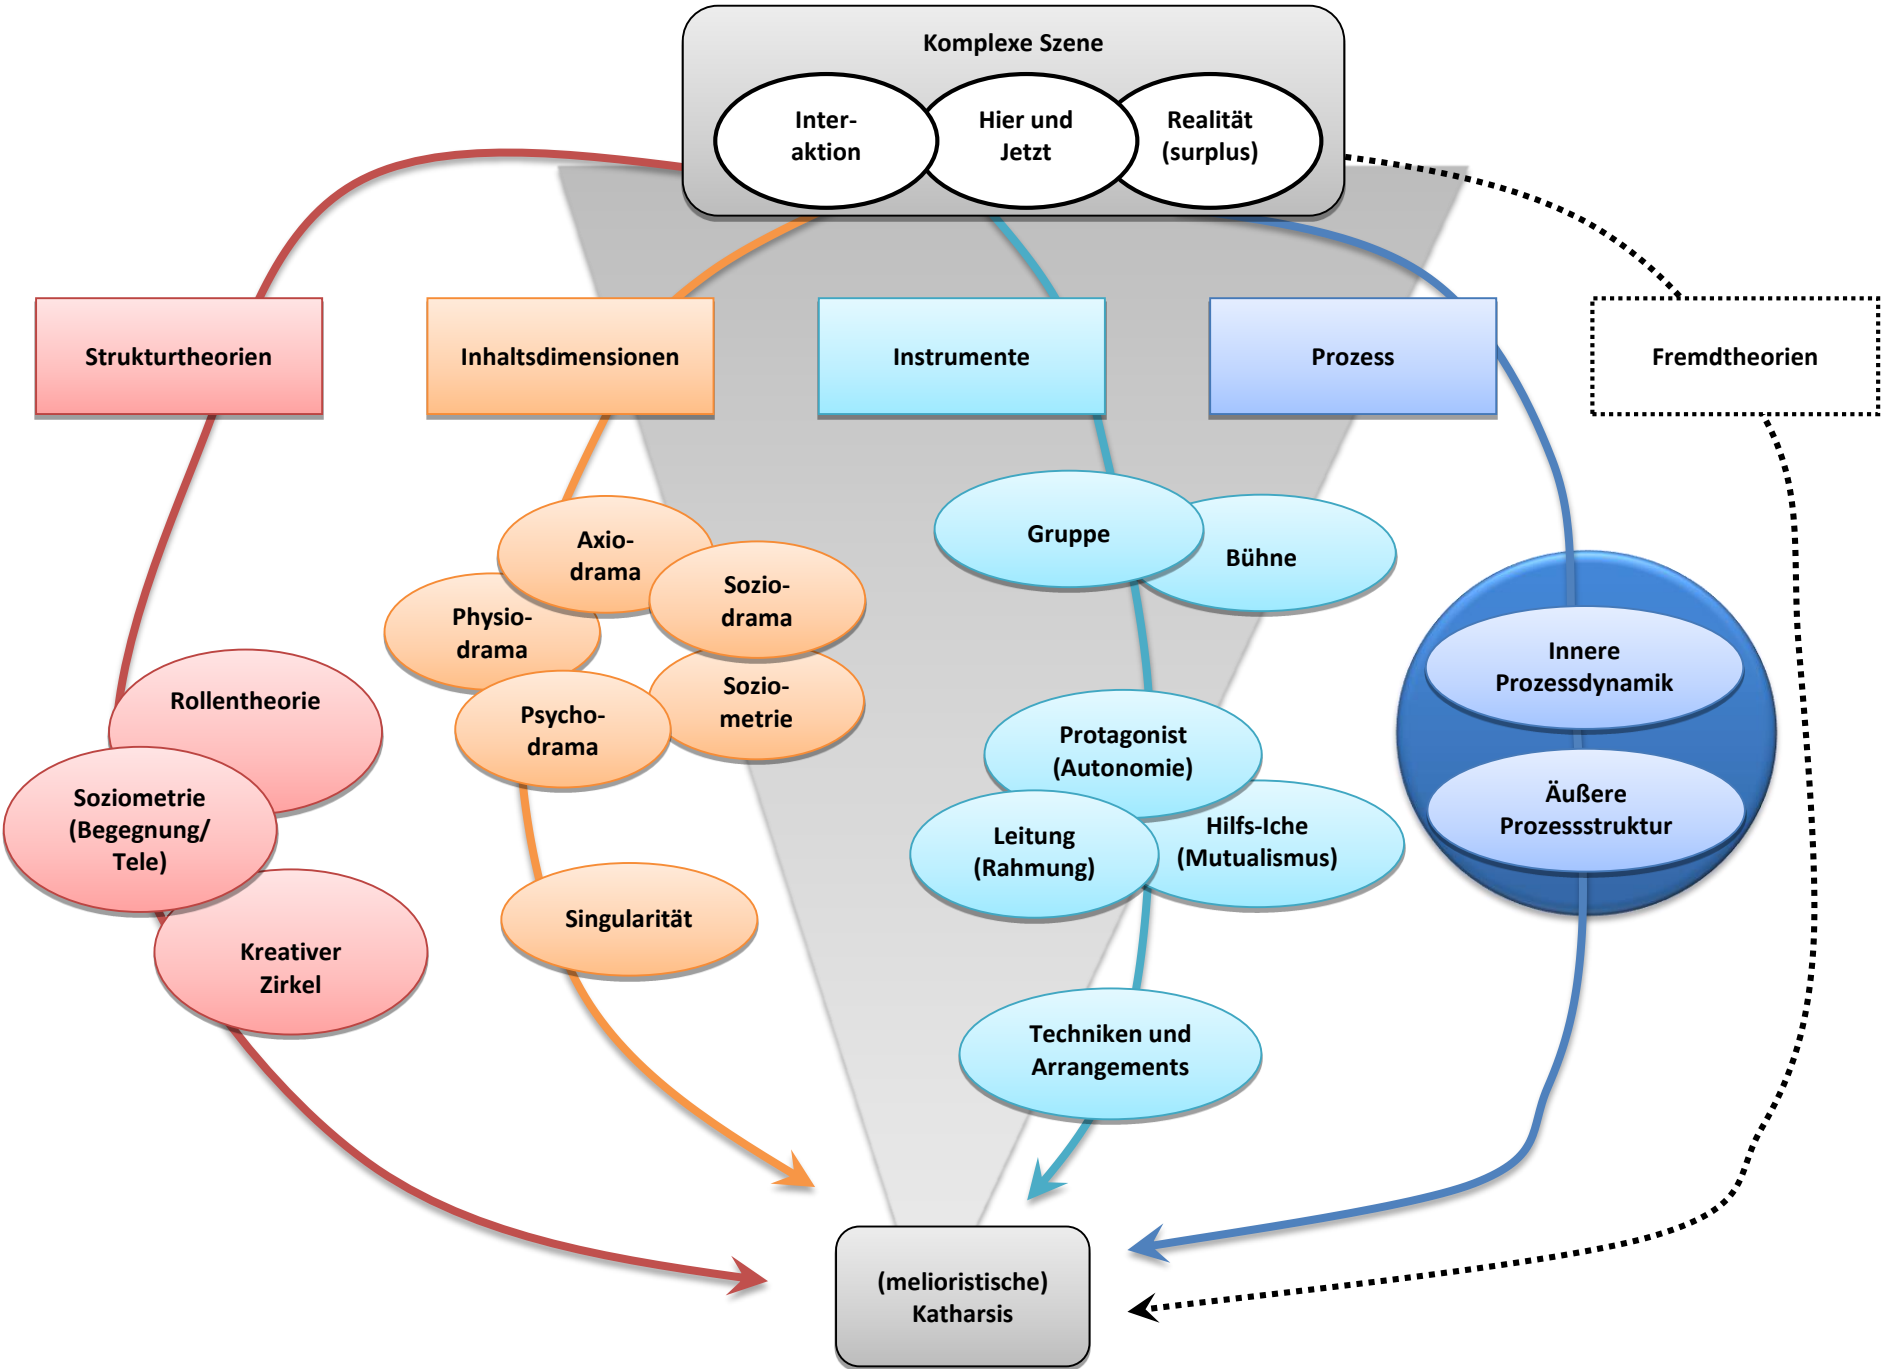 Komplexe Szene
Inter-
aktion
Hier und
Jetzt
Realität
(surplus)
Strukturtheorien
Inhaltsdimensionen
Instrumente
Prozess
Fremdtheorien
Rollentheorie
Soziometrie
(Begegnung/
Tele)
Kreativer
Zirkel
Axio-
drama
Sozio-
drama
Physio-
drama
Sozio-
metrie
Psycho-
drama
Singularität
Gruppe
Bühne
Protagonist
(Autonomie)
Leitung
(Rahmung)
Hilfs-Iche
(Mutualismus)
Techniken und
Arrangements
Innere
Prozessdynamik
Äußere
Prozessstruktur
(melioristische)
Katharsis